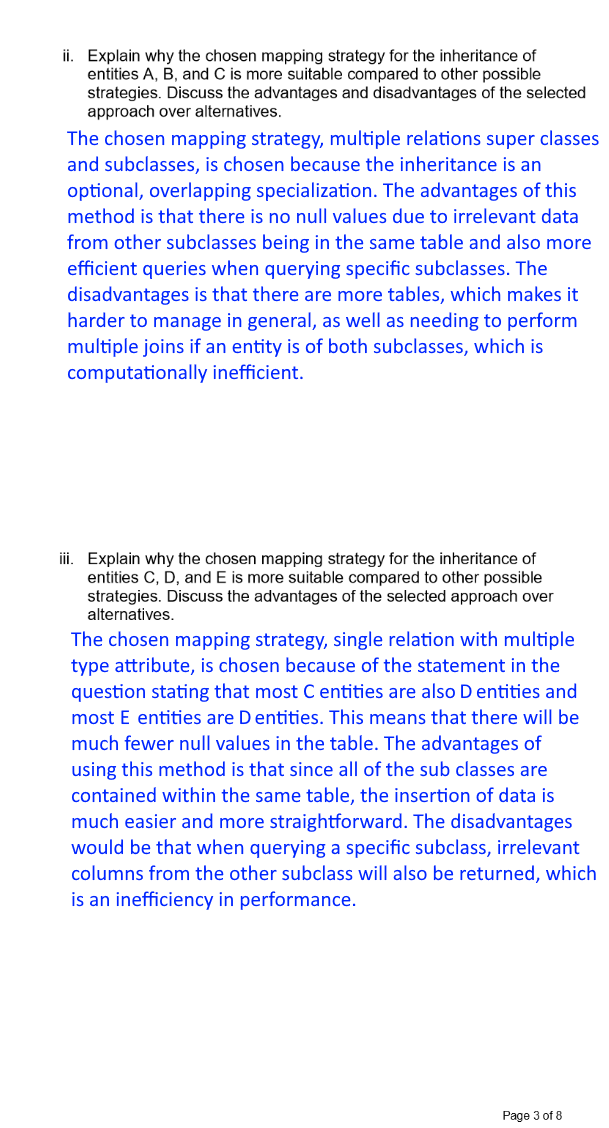 ii. Explain why the chosen mapping strategy for the inheritance of
entities A, B, and C is more suitable compared to other possible
strategies. Discuss the advantages and disadvantages of the selected
approach over alternatives.
The chosen mapping strategy, multiple relations super classes
and subclasses, is chosen because the inheritance is an
optional, overlapping specialization. The advantages of this
method is that there is no null values due to irrelevant data
from other subclasses being in the same table and also more
efficient queries when querying specific subclasses. The
disadvantages is that there are more tables, which makes it
harder to manage in general, as well as needing to perform
multiple joins if an entity is of both subclasses, which is
computationally inefficient.
iii. Explain why the chosen mapping strategy for the inheritance of
entities C, D, and E is more suitable compared to other possible
strategies. Discuss the advantages of the selected approach over
alternatives.
The chosen mapping strategy, single relation with multiple
type attribute, is chosen because of the statement in the
question stating that most C entities are also D entities and
most E entities are D entities. This means that there will be
much fewer null values in the table. The advantages of
using this method is that since all of the sub classes are
contained within the same table, the insertion of data is
much easier and more straightforward. The disadvantages
would be that when querying a specific subclass, irrelevant
columns from the other subclass will also be returned, which
is an inefficiency in performance.
Page 3 of 8